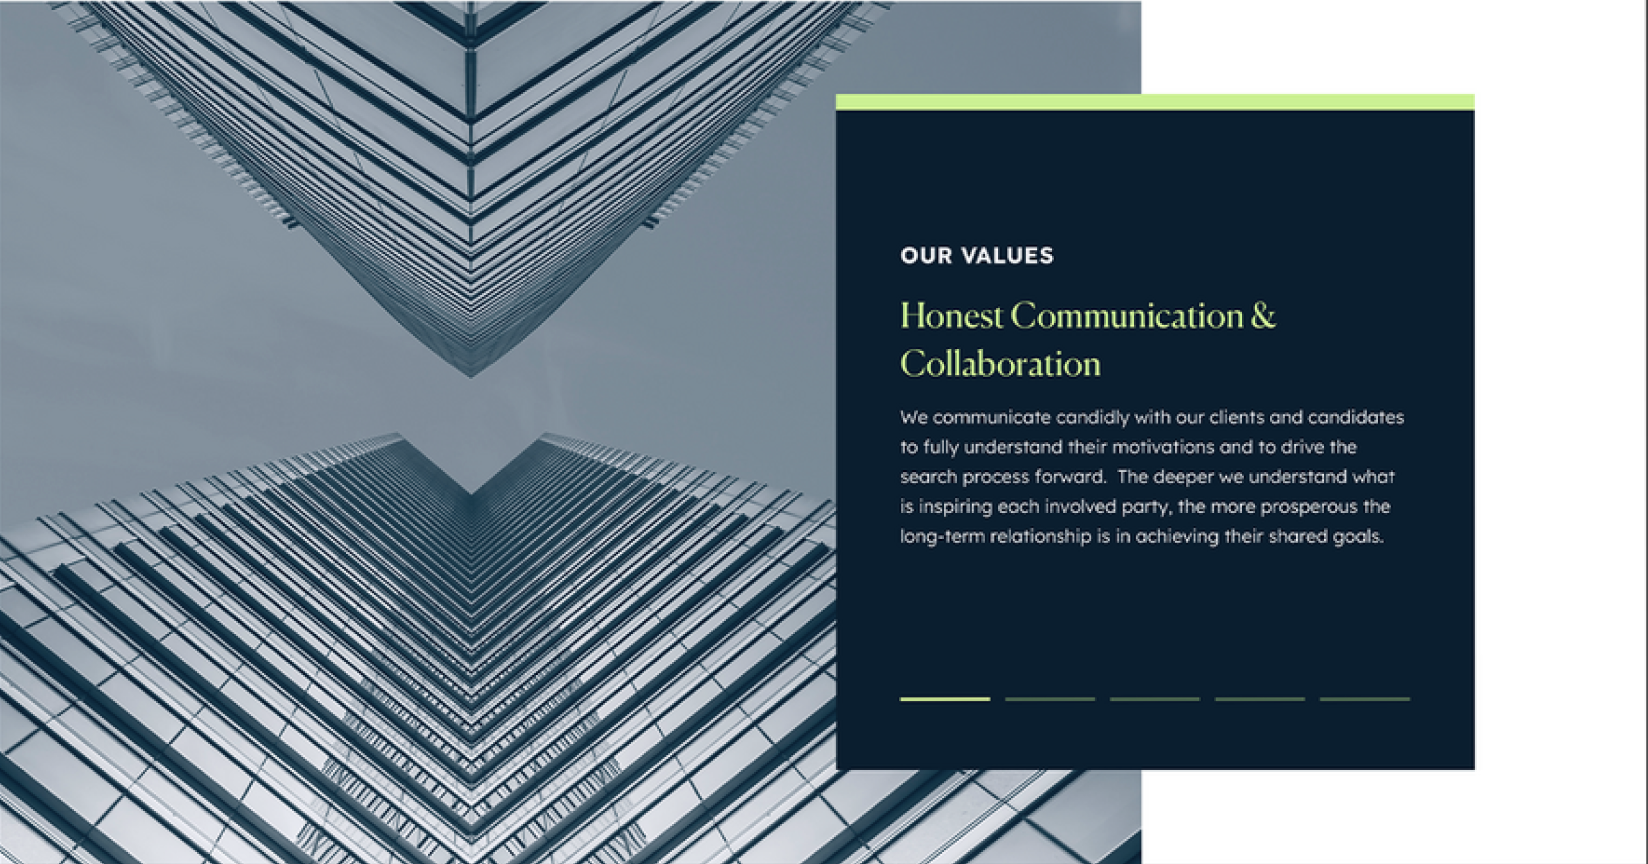 OUR VALUES
Honest Communication &
Collaboration
We communicate candidly with our clients and candidates
to fully understand their motivations and to drive the
search process forward.  The deeper we understand what
is inspiring each involved party, the more prosperous the
long-term relationship is in achieving their shared goals.